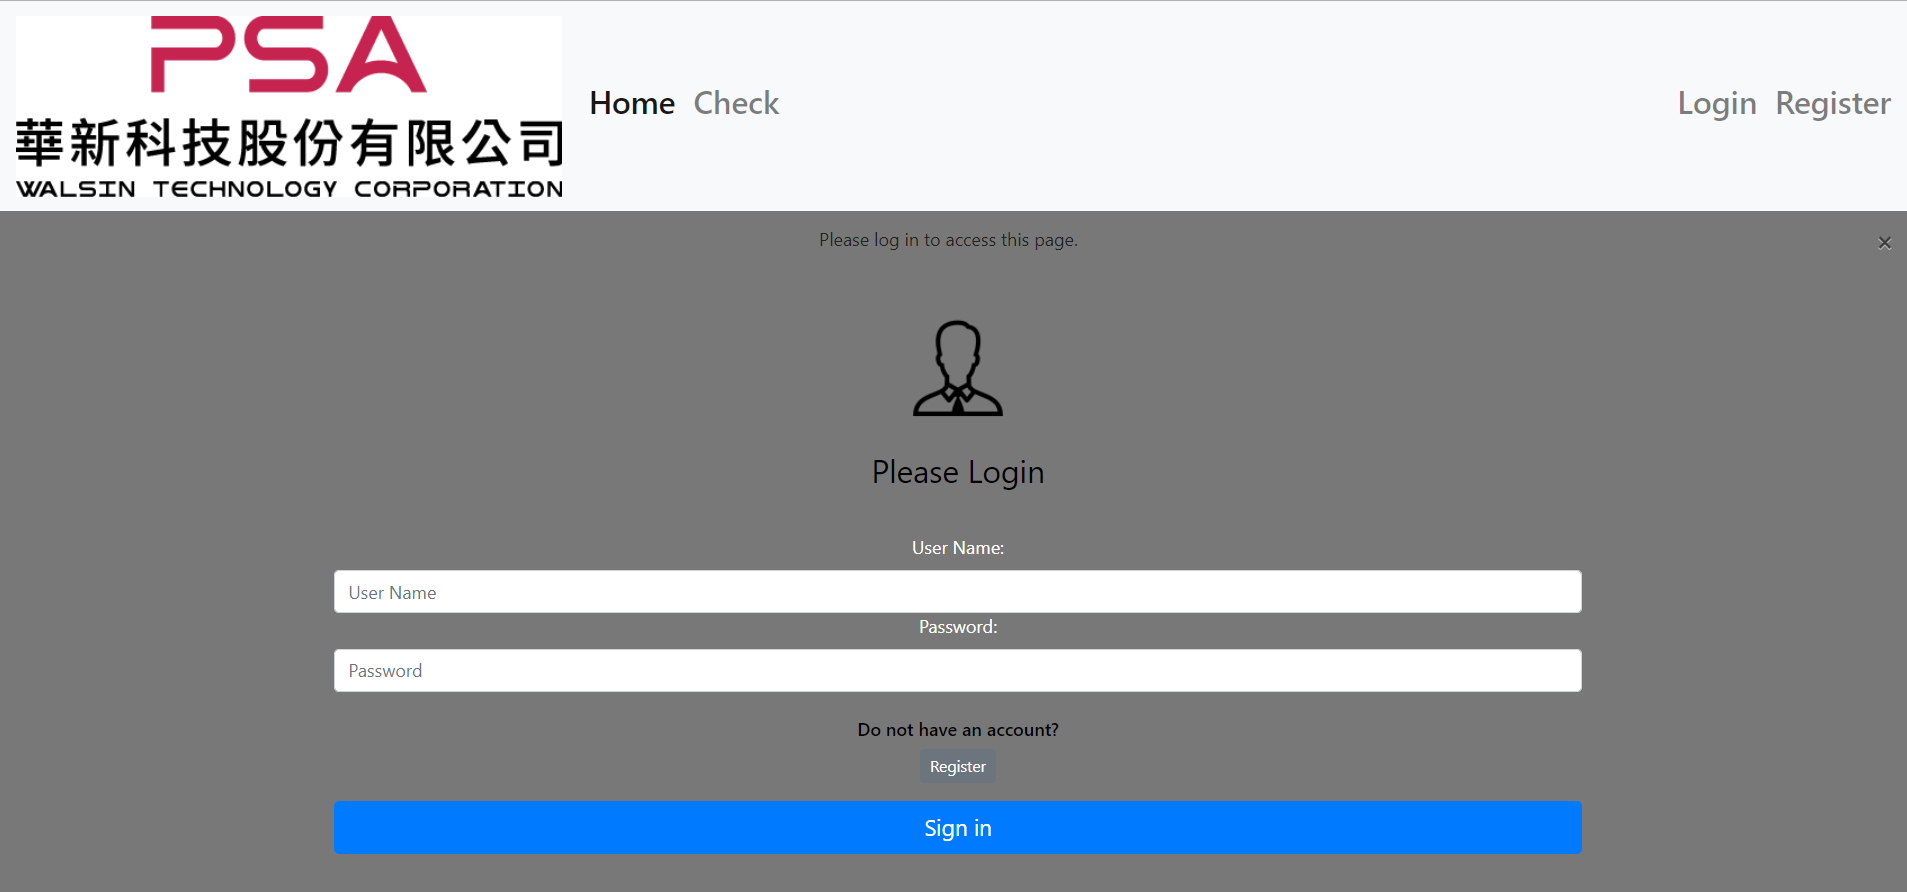 PSA
華新科技股份有限公司
WALSIN TECHNOLOGY CORPORATION
Home Check Login Register
Please log in to access this page.
×
Please Login
User Name:
User Name
Password:
Password
Do not have an account?
Register
Sign in